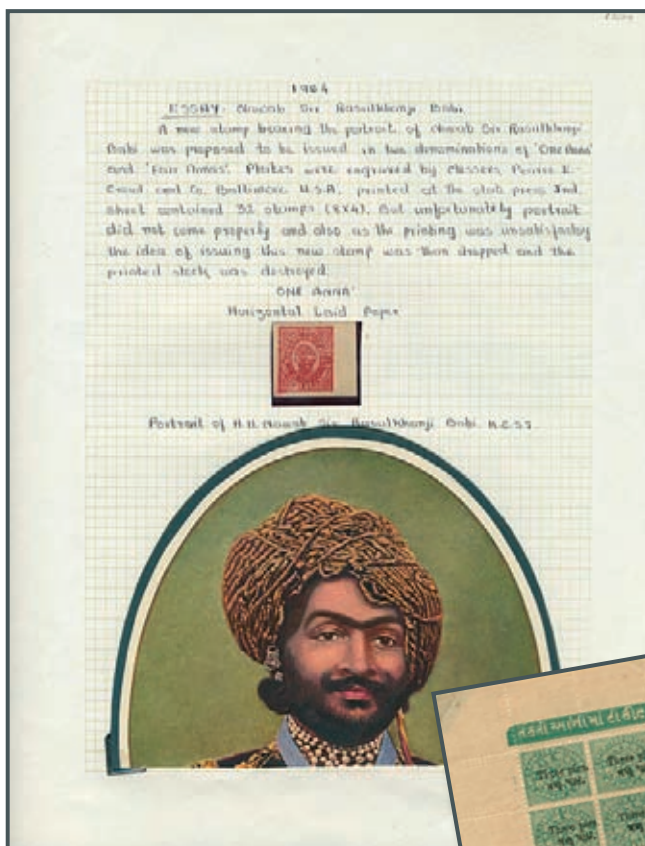 1904
ESSAY Nawab Sir Rasulkhanji Babi.
A new stamp bearing the portrait of Nawab Sir Rasulkhanji
Babi was proposed to be issued in two denominations of 'One Anna'
and 'Four Annas'. Plates were engraved by Messers
and Co. Baltimore U.S.A. printed at the state press Jnd.
Sheet contained 32 stamps (8x4). But unfortunately portrait
did not come properly and also as the printing was unsatisfactory
the idea of issuing this new stamp was than dropped and the
printed stock was destroyed
ONE ANNA'
Horizontal Laid Paper
Portrait of H.H. Nawab Sir Rasulkhanji Babi K.C.S.I.